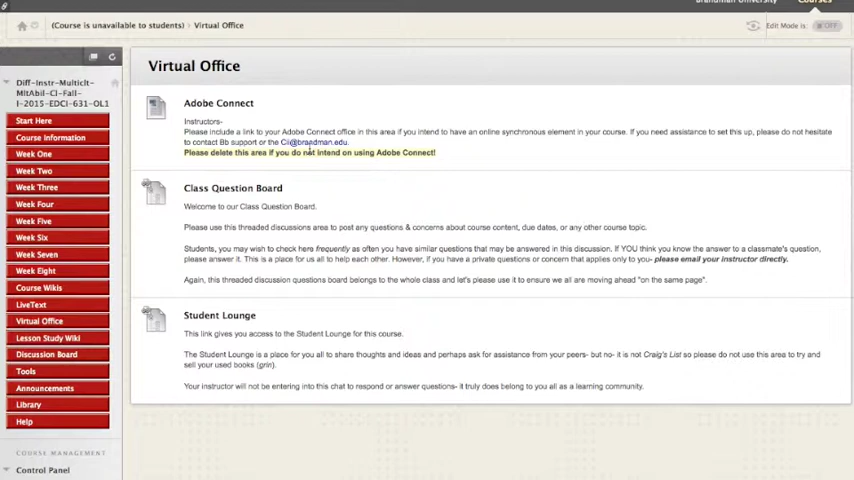 Brandman University
Courses
(Course is unavailable to students) › Virtual Office
Edit Mode is:
OFF
Diff-Instr-Multiclt-
MltAbil-CI-Fall-
I-2015-EDCI-631-OL1
Start Here
Course Information
Week One
Week Two
Week Three
Week Four
Week Five
Week Six
Week Seven
Week Eight
Course Wikis
LiveText
Virtual Office
Lesson Study Wiki
Discussion Board
Tools
Announcements
Library
Help
COURSE MANAGEMENT
Control Panel
Virtual Office
Adobe Connect
Instructors-
Please include a link to your Adobe Connect office in this area if you intend to have an online synchronous element in your course. If you need assistance to set this up, please do not hesitate
to contact Bb support or the Cii@brandman.edu.
Please delete this area if you do not intend on using Adobe Connect!
Class Question Board
Welcome to our Class Question Board.
Please use this threaded discussions area to post any questions & concerns about course content, due dates, or any other course topic.
Students, you may wish to check here frequently as often you have similar questions that may be answered in this discussion. If YOU think you know the answer to a classmate's question,
please answer it. This is a place for us all to help each other. However, if you have a private questions or concern that applies only to you- please email your instructor directly.
Again, this threaded discussion questions board belongs to the whole class and let's please use it to ensure we all are moving ahead "on the same page".
Student Lounge
This link gives you access to the Student Lounge for this course.
The Student Lounge is a place for you all to share thoughts and ideas and perhaps ask for assistance from your peers- but no- it is not Craig's List so please do not use this area to try and
sell your used books (grin).
Your instructor will not be entering into this chat to respond or answer questions- it truly does belong to you all as a learning community.